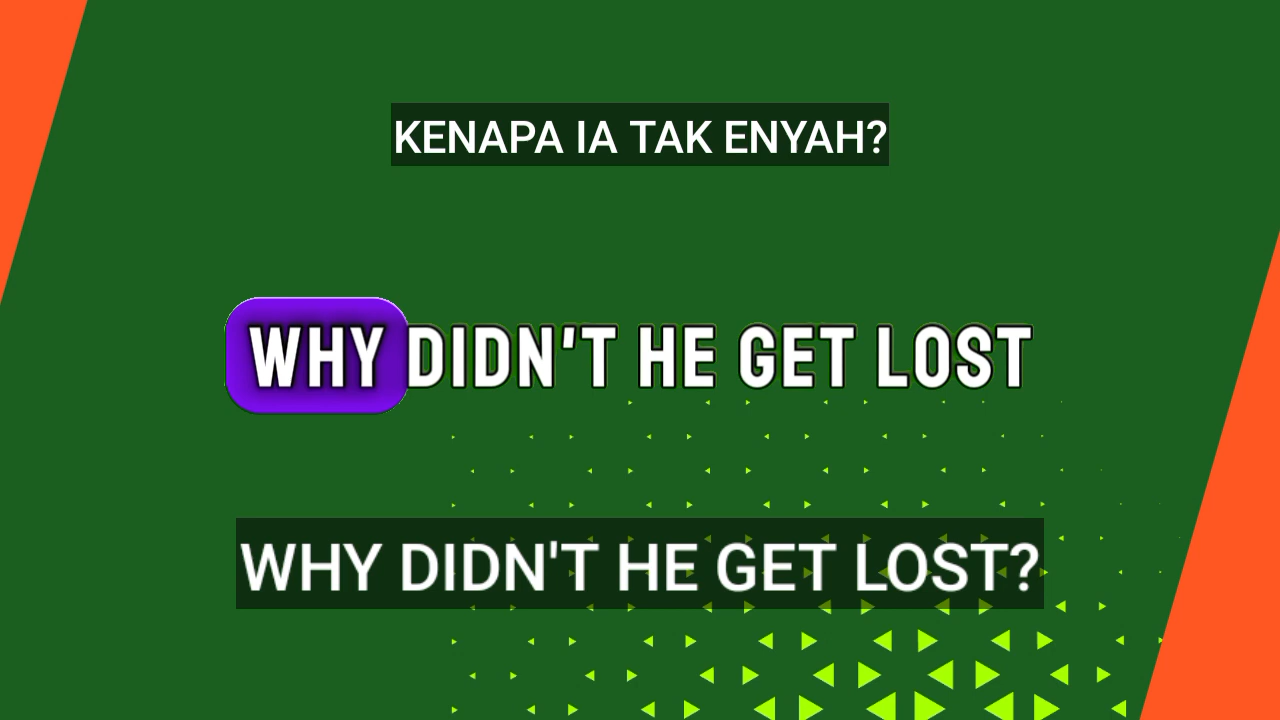 KENAPA IA TAK ENYAH?
WHY DIDN'T HE GET LOST
WHY DIDN'T HE GET LOST?